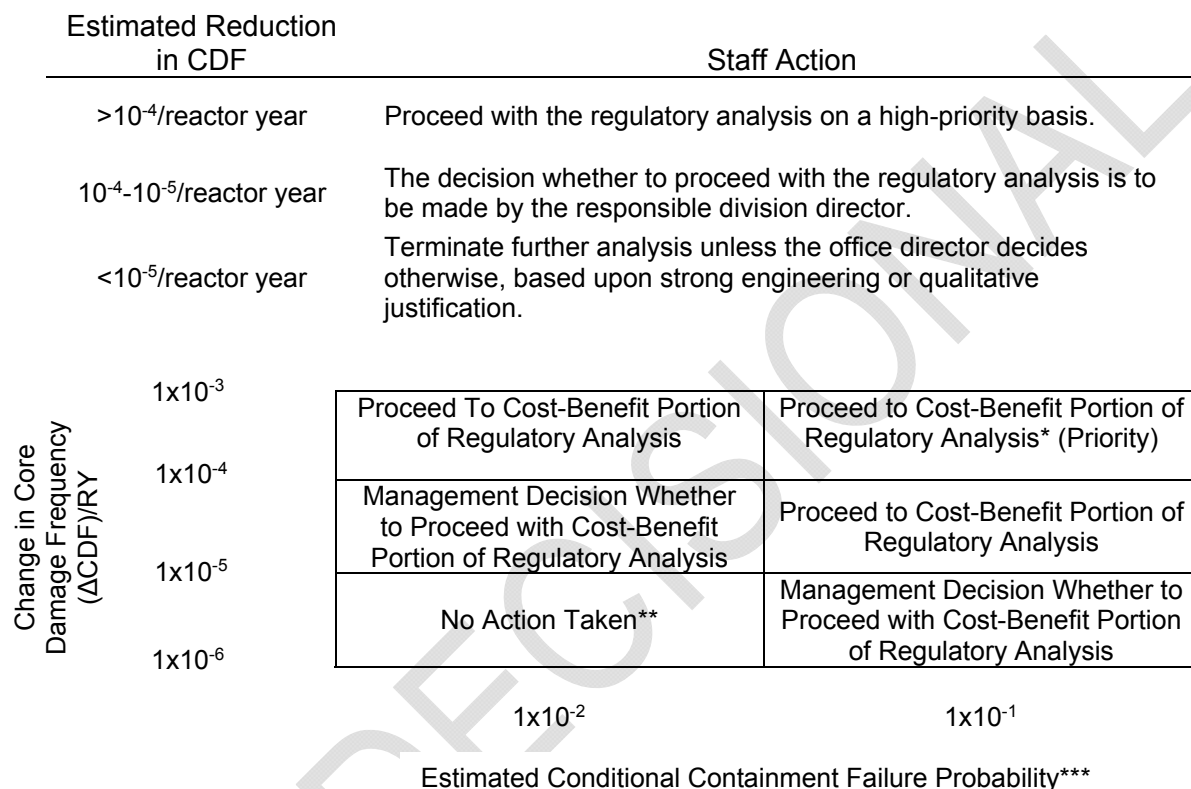 Estimated Reduction
in CDF
Staff Action
>10⁻⁴/reactor year
Proceed with the regulatory analysis on a high-priority basis.
10⁻⁴-10⁻⁵/reactor year
The decision whether to proceed with the regulatory analysis is to
be made by the responsible division director.
<10⁻⁵/reactor year
Terminate further analysis unless the office director decides
otherwise, based upon strong engineering or qualitative
justification.
Change in Core
Damage Frequency
(ΔCDF)/RY
1x10⁻³
1x10⁻⁴
1x10⁻⁵
1x10⁻⁶
Proceed To Cost-Benefit Portion
of Regulatory Analysis
Proceed to Cost-Benefit Portion of
Regulatory Analysis* (Priority)
Management Decision Whether
to Proceed with Cost-Benefit
Portion of Regulatory Analysis
Proceed to Cost-Benefit Portion of
Regulatory Analysis
No Action Taken**
Management Decision Whether to
Proceed with Cost-Benefit Portion
of Regulatory Analysis
1x10⁻²
1x10⁻¹
Estimated Conditional Containment Failure Probability***
DECISIONAL